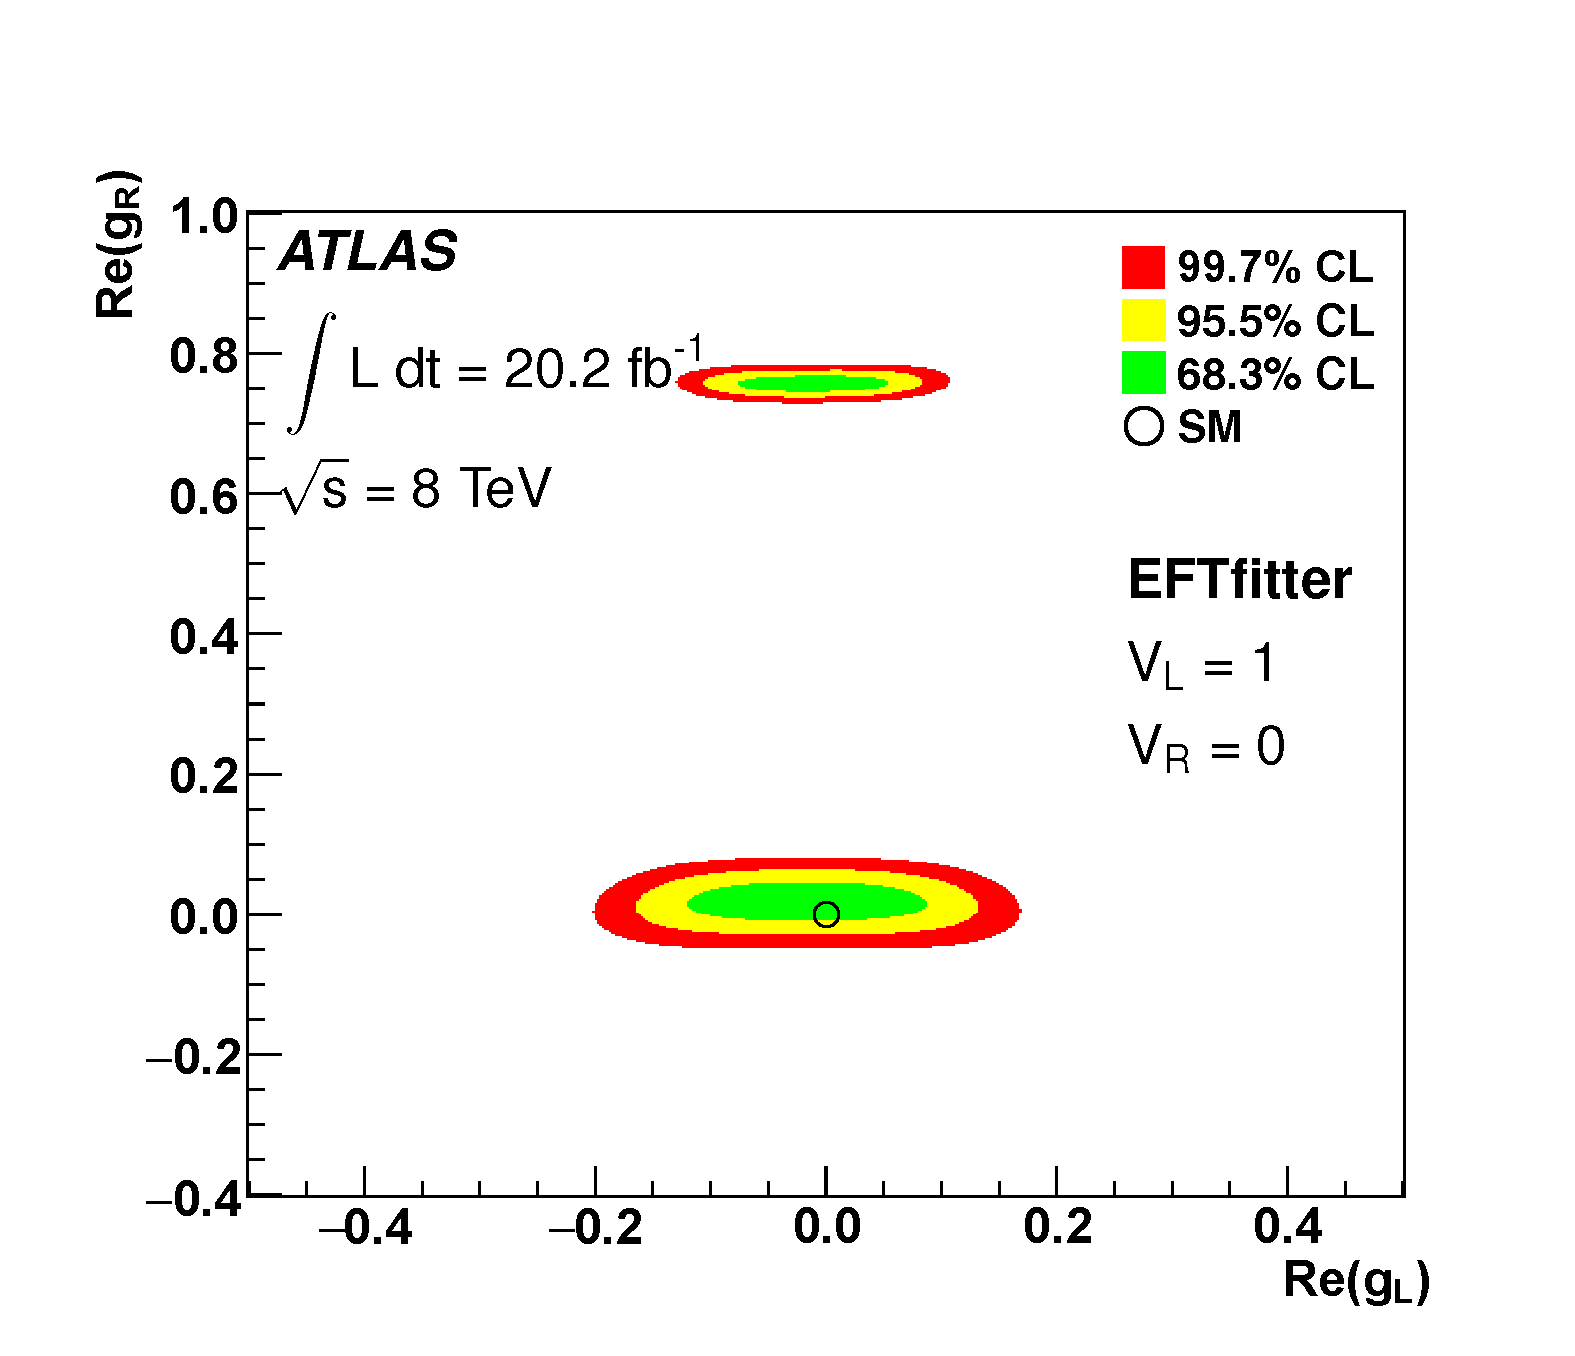 Re(gR)
1.0
0.8
0.6
0.4
0.2
0.0
−0.2
−0.4
ATLAS
∫ L dt = 20.2 fb-1
√s = 8 TeV
99.7% CL
95.5% CL
68.3% CL
SM
EFTfitter
VL = 1
VR = 0
−0.4 −0.2 0.0 0.2 0.4
Re(gL)